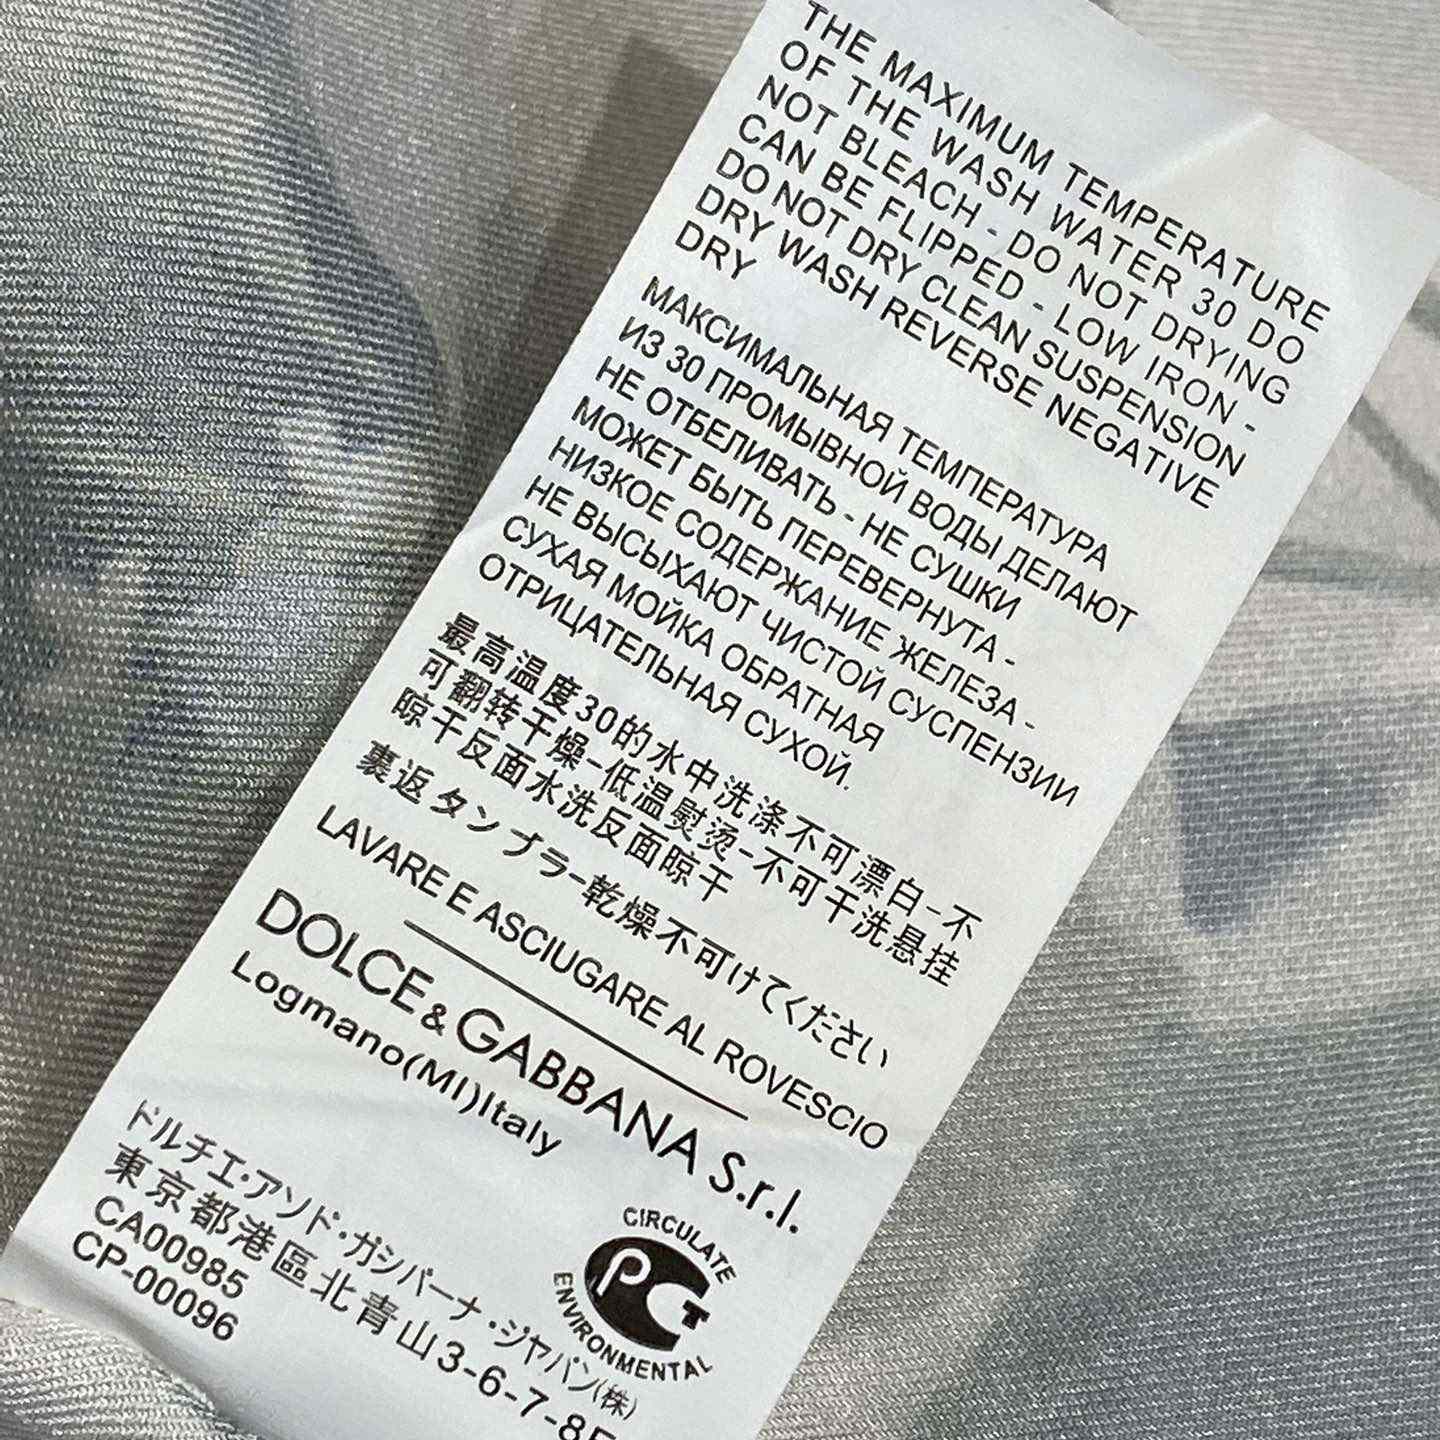 THE MAXIMUM TEMPERATURE
OF THE WASH WATER 30 DO
NOT BLEACH - DO NOT DRYING
CAN BE FLIPPED - LOW IRON -
DO NOT DRY CLEAN SUSPENSION
DRY WASH REVERSE NEGATIVE
DRY
МАКСИМАЛЬНАЯ ТЕМПЕРАТУРА
ИЗ 30 ПРОМЫВНОЙ ВОДЫ ДЕЛАЮТ
НЕ ОТБЕЛИВАТЬ - НЕ СУШКИ
МОЖЕТ БЫТЬ ПЕРЕВЕРНУТА -
НИЗКОЕ СОДЕРЖАНИЕ ЖЕЛЕЗА -
НЕ ВЫСЫХАЮТ ЧИСТОЙ СУСПЕНЗИИ
СУХАЯ МОЙКА ОБРАТНАЯ
ОТРИЦАТЕЛЬНАЯ СУХОЙ.
最高温度30的水中洗涤不可漂白-不
可翻转干燥-低温熨烫-不可干洗悬挂
晾干反面水洗反面晾干
裏返タンブラー乾燥不可けてください
LAVARE E ASCIUGARE AL ROVESCIO
DOLCE&GABBANA S.r.l.
Logmano(MI)Italy
ドルチエ・アソド・ガシバーナ・ジヤパン(株)
東京都港區北青山3-6-7-8F
CA00985
CP-00096
CIRCULATE
PCT
ENVIRONMENTAL